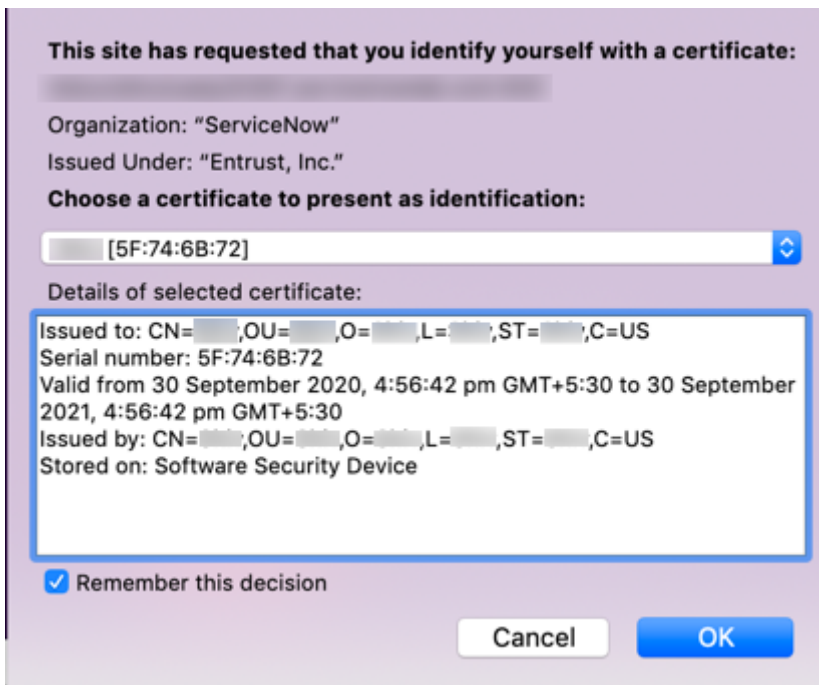 This site has requested that you identify yourself with a certificate:
Organization: “ServiceNow”
Issued Under: “Entrust, Inc.”
Choose a certificate to present as identification:
[5F:74:6B:72]
Details of selected certificate:
Issued to: CN= ,OU= ,O= ,L= ,ST= ,C=US
Serial number: 5F:74:6B:72
Valid from 30 September 2020, 4:56:42 pm GMT+5:30 to 30 September
2021, 4:56:42 pm GMT+5:30
Issued by: CN= ,OU= ,O= ,L= ,ST= ,C=US
Stored on: Software Security Device
Remember this decision
Cancel OK